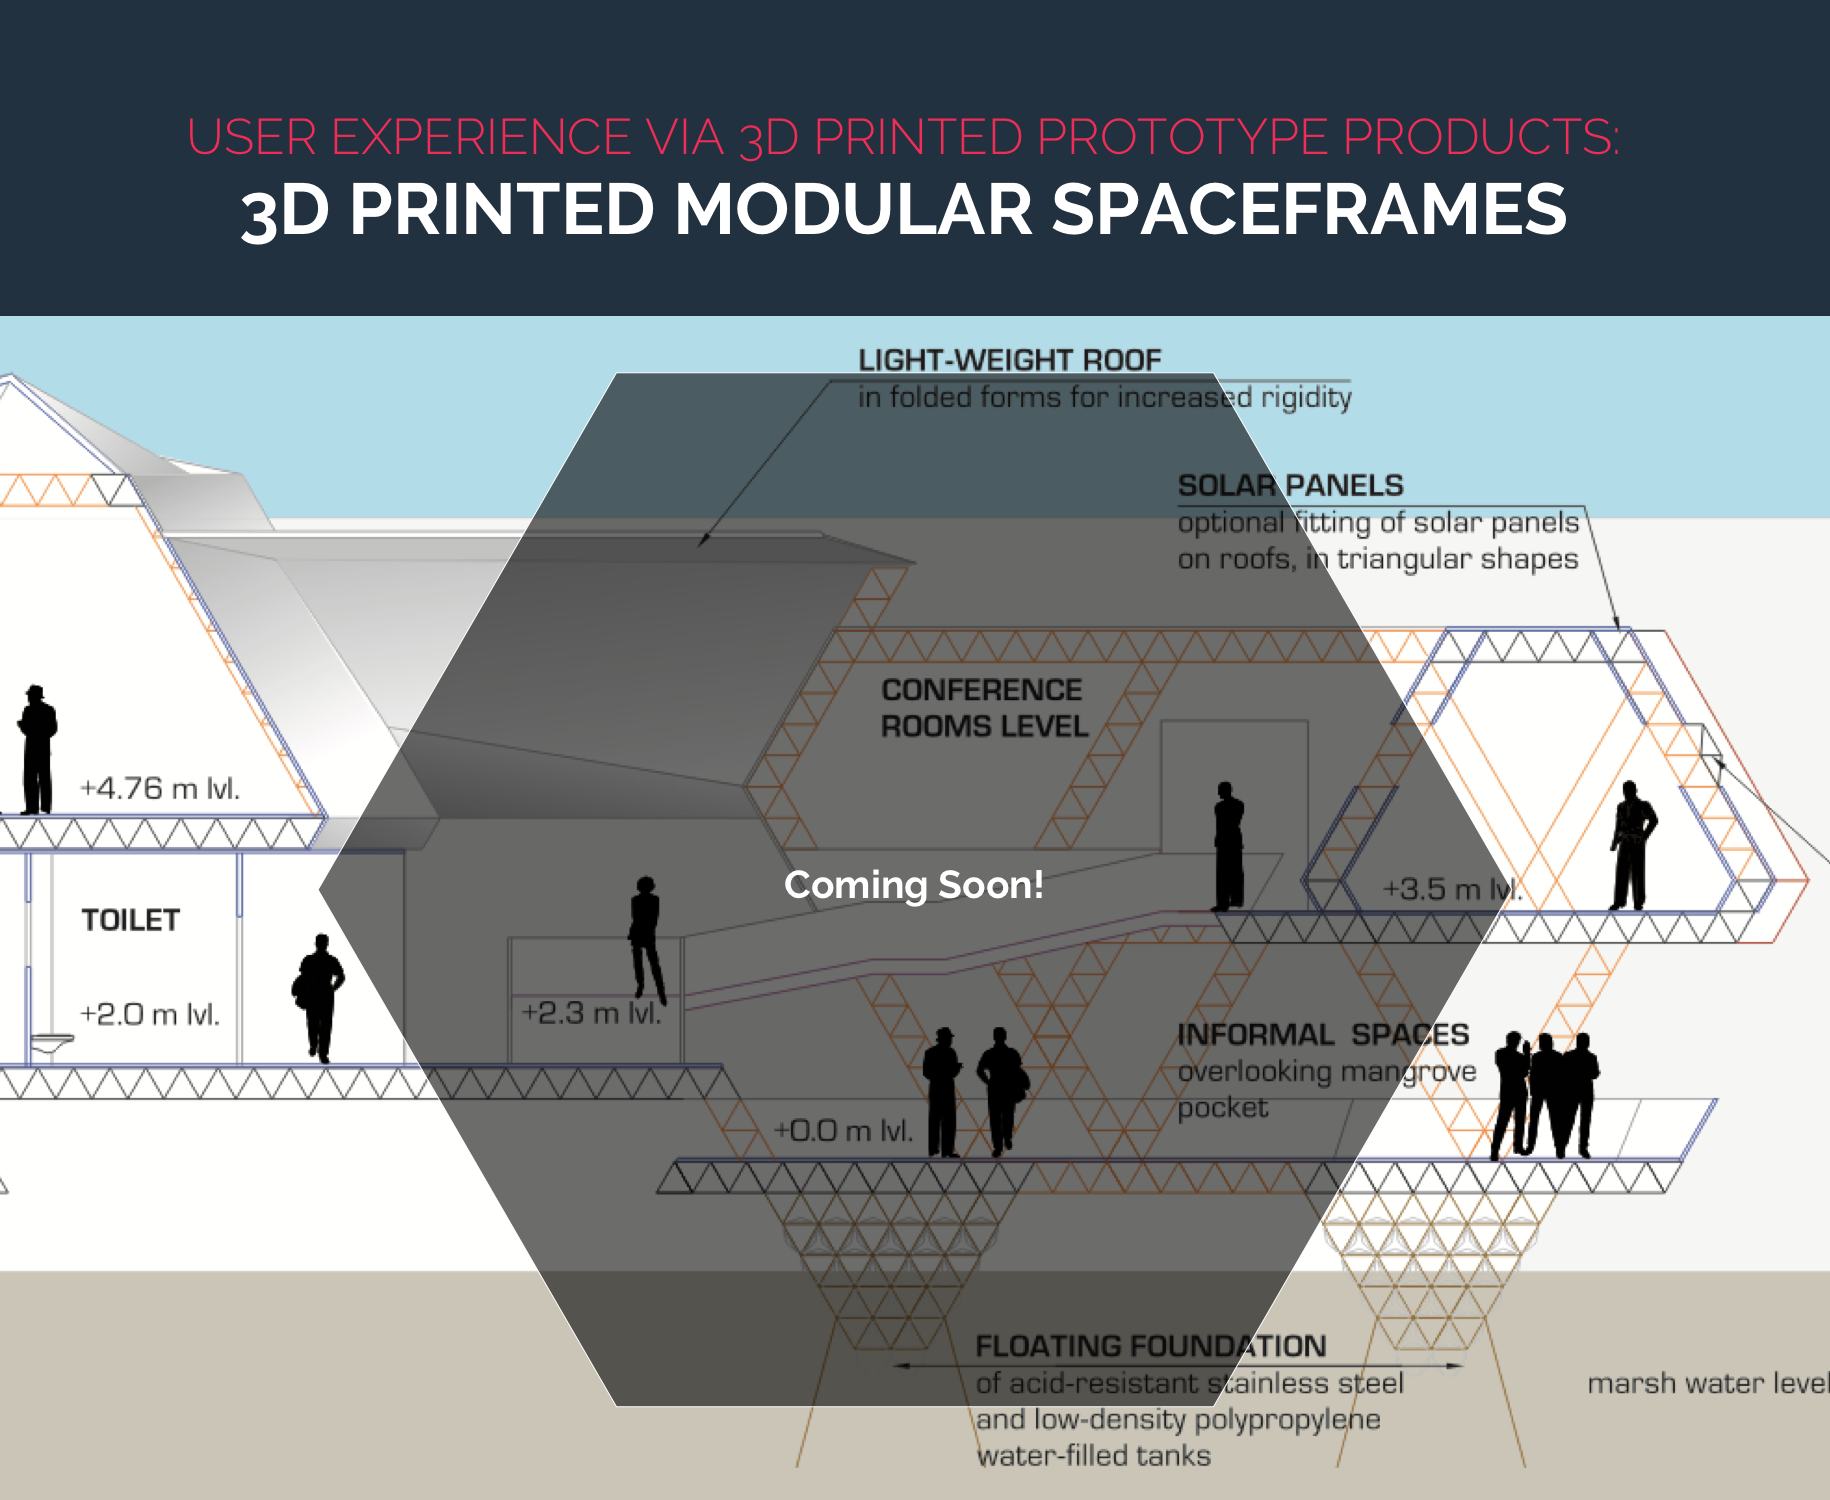 USER EXPERIENCE VIA 3D PRINTED PROTOTYPE PRODUCTS:
3D PRINTED MODULAR SPACEFRAMES
LIGHT-WEIGHT ROOF
in folded forms for increased rigidity
SOLAR PANELS
optional fitting of solar panels
on roofs, in triangular shapes
CONFERENCE
ROOMS LEVEL
+4.76 m lvl.
Coming Soon!
+3.5 m lvl.
TOILET
+2.0 m lvl.
+2.3 m lvl.
INFORMAL SPACES
overlooking mangrove
pocket
+0.0 m lvl.
FLOATING FOUNDATION
of acid-resistant stainless steel
and low-density polypropylene
water-filled tanks
marsh water level